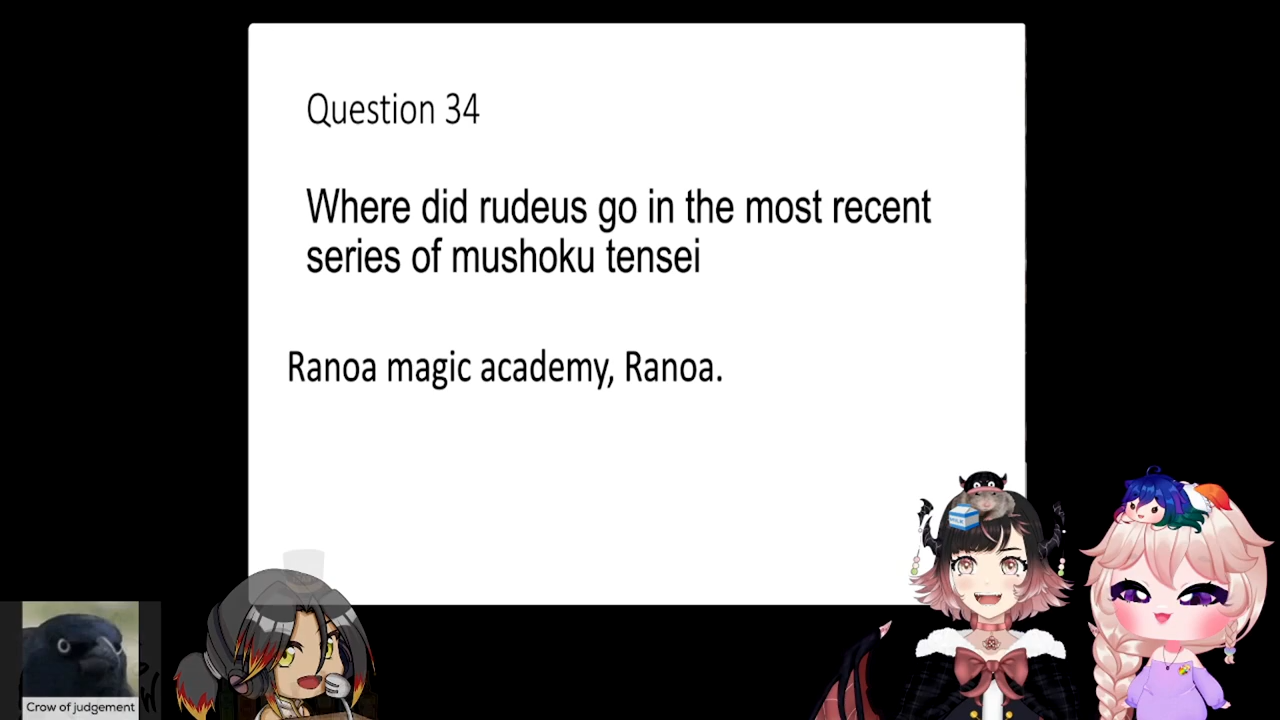 Question 34
Where did rudeus go in the most recent
series of mushoku tensei
Ranoa magic academy, Ranoa.
Crow of judgement